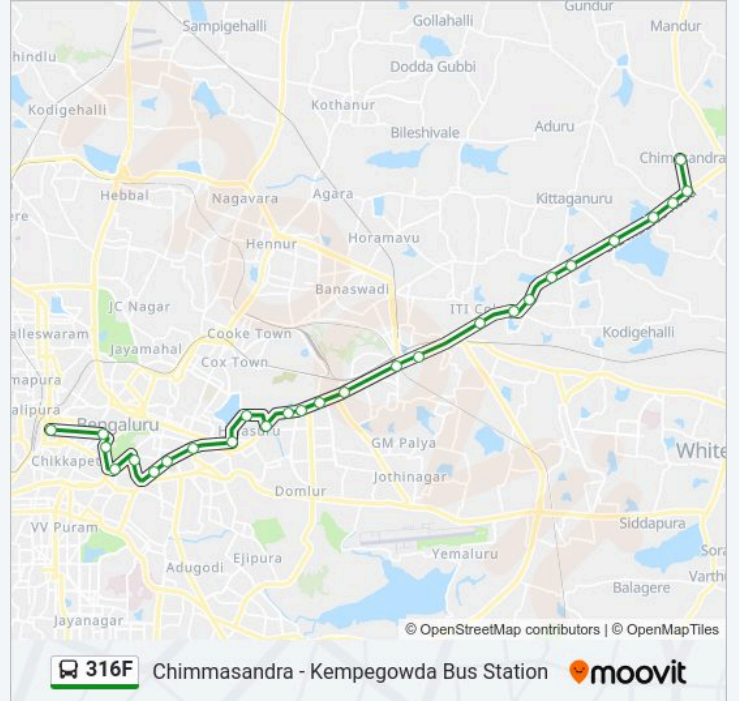 Gundur
Sampigehalli
Gollahalli
Mandur
hindlu
Dodda Gubbi
Kodigehalli
Kothanur
Bileshivale
Aduru
Chimmasandra
Hebbal
Nagavara
Agara
Kittaganuru
ere
Hennur
Horamavu
Banaswadi
JC Nagar
ITI Col
Cooke Town
Kodigehalli
alleswaram
Jayamahal
Cox Town
mapura
alipura
Bengaluru
Halasuru
GM Palya
White
Chikkapet
Jothinagar
Domlur
VV Puram
Siddapura
Yemaluru
Ejipura
Sora
Adugodi
Varth
Balagere
Jayanagar
© OpenStreetMap contributors | © OpenMapTiles
316F Chimmasandra - Kempegowda Bus Station moovit